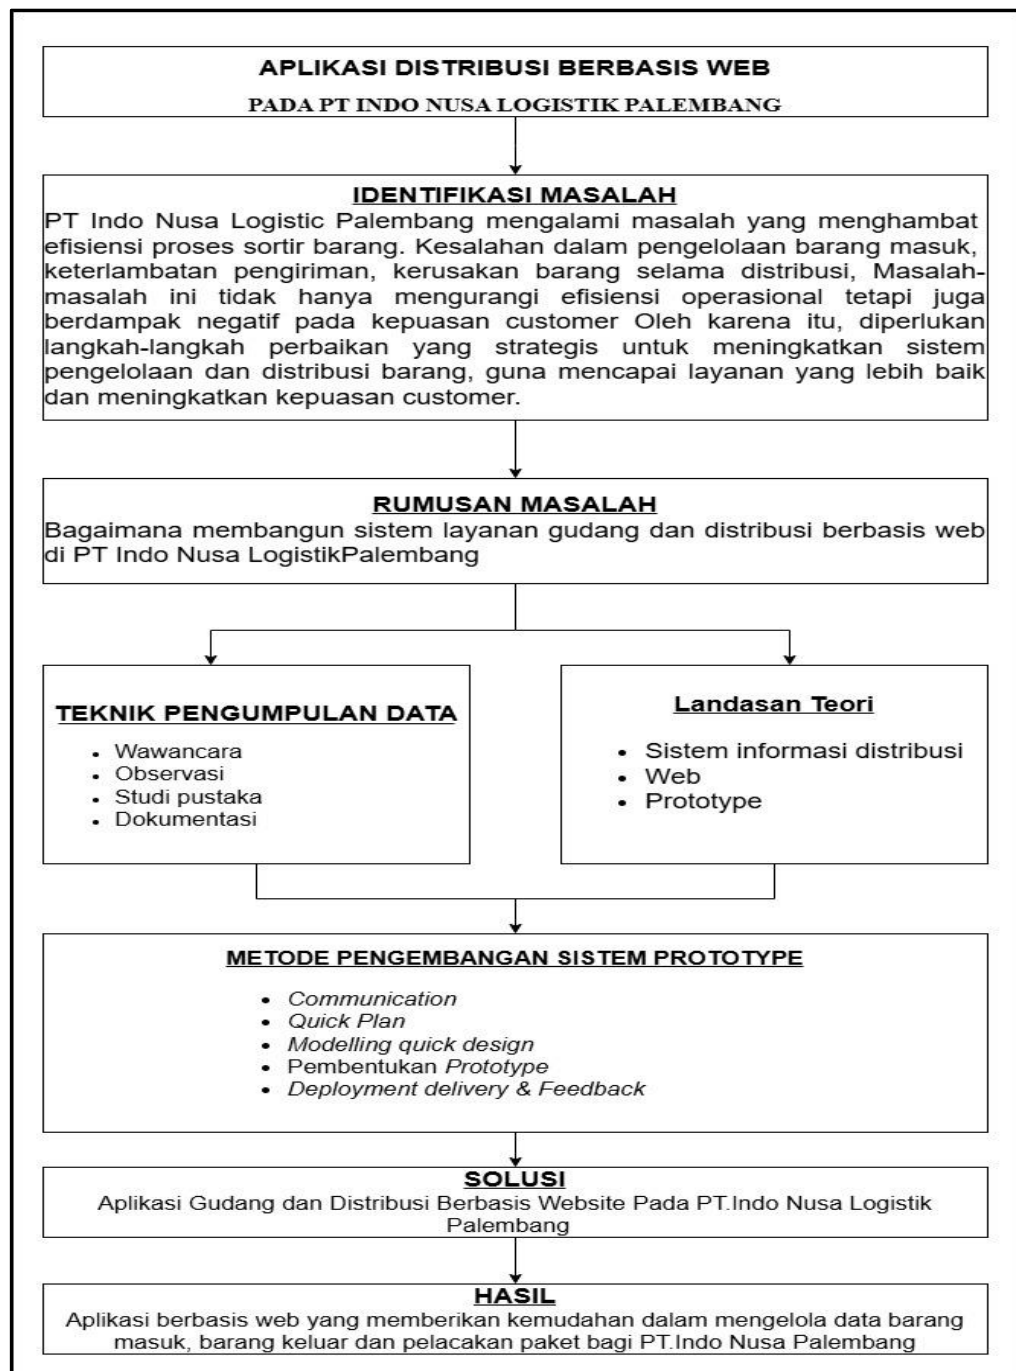 APLIKASI DISTRIBUSI BERBASIS WEB
PADA PT INDO NUSA LOGISTIK PALEMBANG
IDENTIFIKASI MASALAH
PT Indo Nusa Logistic Palembang mengalami masalah yang menghambat
efisiensi proses sortir barang. Kesalahan dalam pengelolaan barang masuk,
keterlambatan pengiriman, kerusakan barang selama distribusi, Masalah-
masalah ini tidak hanya mengurangi efisiensi operasional tetapi juga
berdampak negatif pada kepuasan customer Oleh karena itu, diperlukan
langkah-langkah perbaikan yang strategis untuk meningkatkan sistem
pengelolaan dan distribusi barang, guna mencapai layanan yang lebih baik
dan meningkatkan kepuasan customer.
RUMUSAN MASALAH
Bagaimana membangun sistem layanan gudang dan distribusi berbasis web
di PT Indo Nusa LogistikPalembang
TEKNIK PENGUMPULAN DATA
• Wawancara
• Observasi
• Studi pustaka
• Dokumentasi
Landasan Teori
• Sistem informasi distribusi
• Web
• Prototype
METODE PENGEMBANGAN SISTEM PROTOTYPE
• Communication
• Quick Plan
• Modelling quick design
• Pembentukan Prototype
• Deployment delivery & Feedback
SOLUSI
Aplikasi Gudang dan Distribusi Berbasis Website Pada PT.Indo Nusa Logistik
Palembang
HASIL
Aplikasi berbasis web yang memberikan kemudahan dalam mengelola data barang
masuk, barang keluar dan pelacakan paket bagi PT.Indo Nusa Palembang